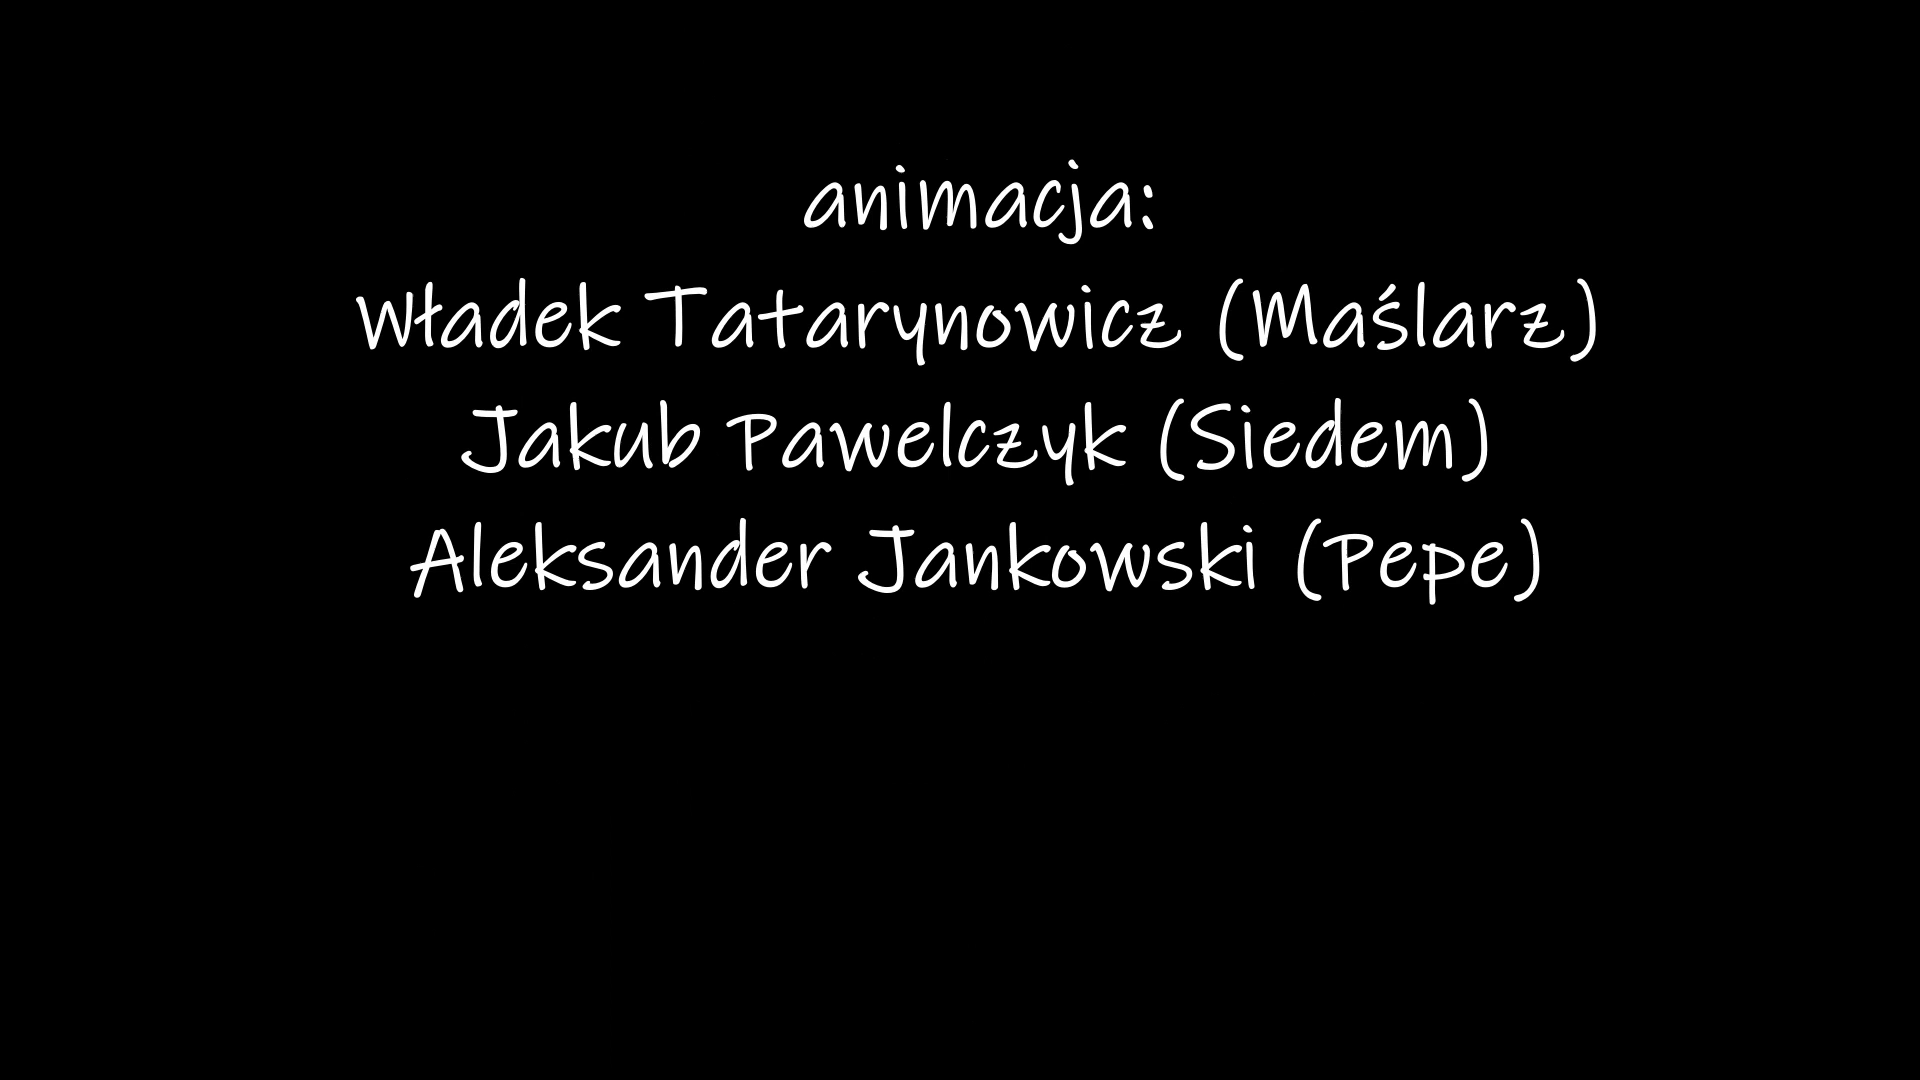 animacja:
Władek Tatarynowicz (Maślarz)
Jakub Pawelczyk (Siedem)
Aleksander Jankowski (Pepe)